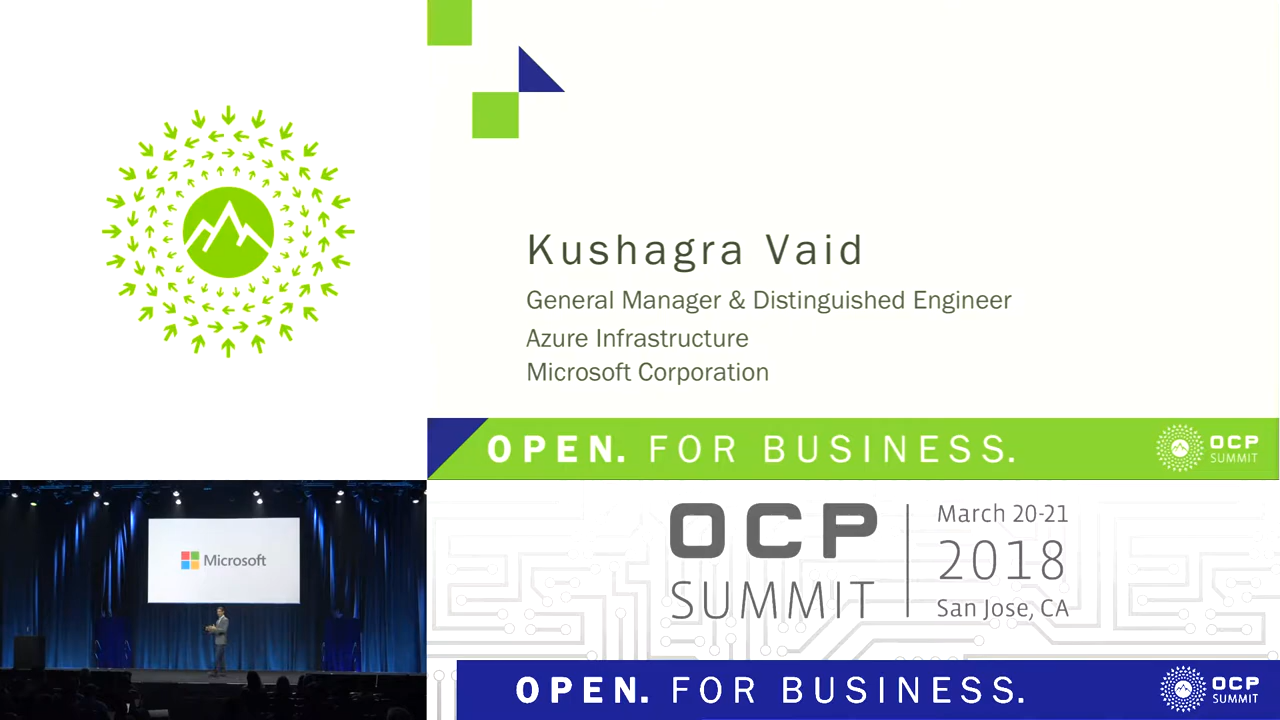 Kushagra Vaid
General Manager & Distinguished Engineer
Azure Infrastructure
Microsoft Corporation
OPEN. FOR BUSINESS.
OCP
SUMMIT
Microsoft
OCP
SUMMIT
March 20-21
2018
San Jose, CA
OPEN. FOR BUSINESS.
OCP
SUMMIT